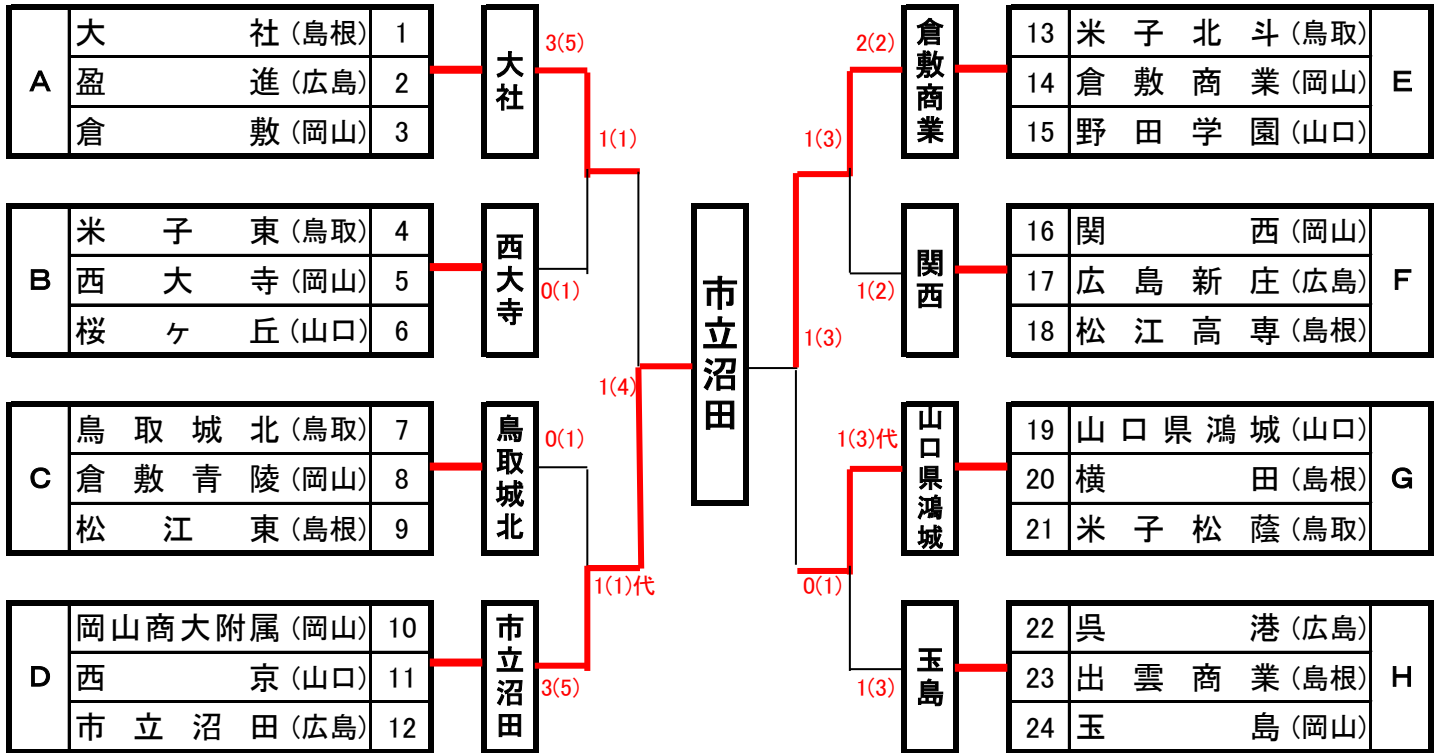 A
大社(島根) 1
盈進(広島) 2
倉敷(岡山) 3
大社
3(5)
1(1)
B
米子東(鳥取) 4
西大寺(岡山) 5
桜ヶ丘(山口) 6
西大寺
0(1)
C
鳥取城北(鳥取) 7
倉敷青陵(岡山) 8
松江東(島根) 9
鳥取城北
0(1)
1(4)
D
岡山商大附属(岡山) 10
西京(山口) 11
市立沼田(広島) 12
市立沼田
3(5)
1(1)代
市立沼田
2(2)
倉敷商業
13 米子北斗(鳥取)
14 倉敷商業(岡山)
15 野田学園(山口)
E
1(3)
1(2)
関西
16 関西(岡山)
17 広島新庄(広島)
18 松江高専(島根)
F
1(3)
1(3)代
山口県鴻城
19 山口県鴻城(山口)
20 横田(島根)
21 米子松蔭(鳥取)
G
0(1)
1(3)
玉島
22 呉港(広島)
23 出雲商業(島根)
24 玉島(岡山)
H